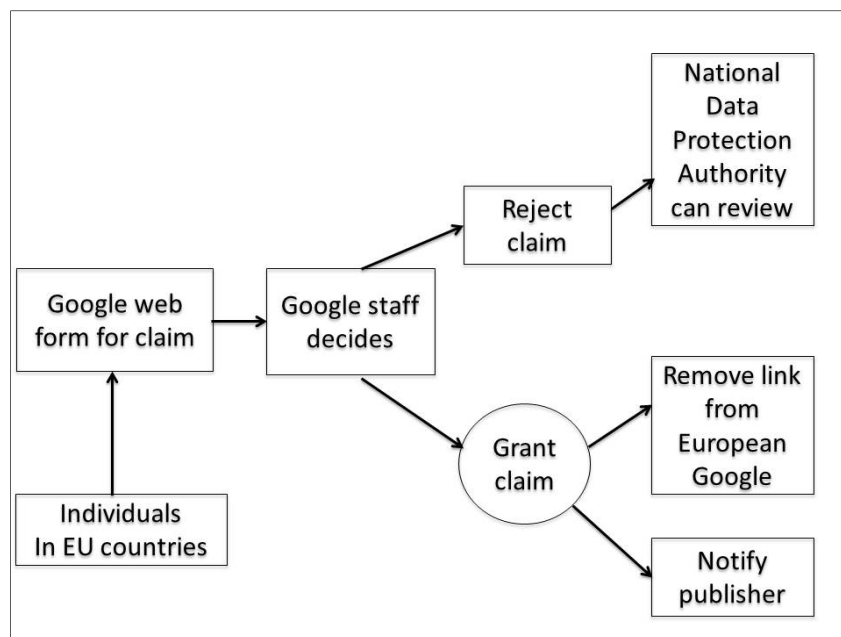 National
Data
Protection
Authority
can review
Reject
claim
Google web
form for claim
Google staff
decides
Remove link
from
European
Google
Grant
claim
Individuals
In EU countries
Notify
publisher